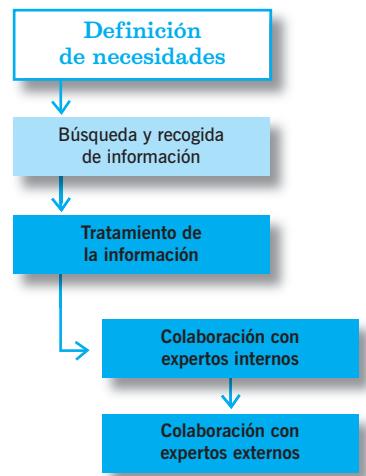 Definición
de necesidades
Búsqueda y recogida
de información
Tratamiento de
la información
Colaboración con
expertos internos
Colaboración con
expertos externos